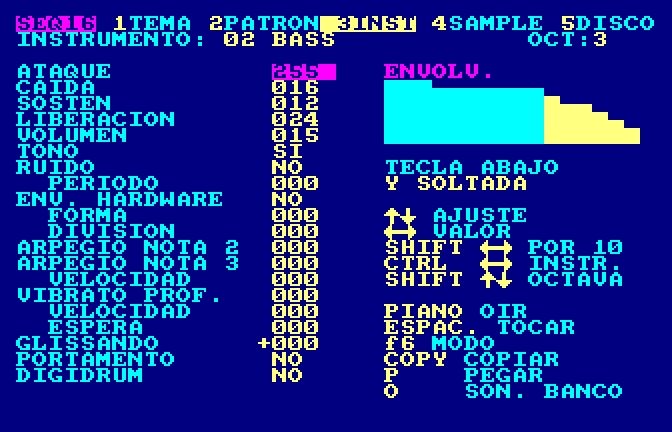 SEQ16 1TEMA 2PATRON 3INST 4SAMPLE 5DISCO
INSTRUMENTO: 02 BASS OCT:3
ATAQUE 255 ENVOLV.
CAIDA 016
SOSTEN 012
LIBERACION 024
VOLUMEN 015
TONO SI
RUIDO NO TECLA ABAJO
PERIODO 000 Y SOLTADA
ENV. HARDWARE NO
FORMA 000 ↑↓ AJUSTE
DIVISION 000 ↔ VALOR
ARPEGIO NOTA 2 000 SHIFT ↔ POR 10
ARPEGIO NOTA 3 000 CTRL ↔ INSTR.
VELOCIDAD 000 SHIFT ↑↓ OCTAVA
VIBRATO PROF. 000
VELOCIDAD 000 PIANO OIR
ESPERA 000 ESPAC. TOCAR
GLISSANDO +000 f6 MODO
PORTAMENTO NO COPY COPIAR
DIGIDRUM NO P PEGAR
O SON. BANCO